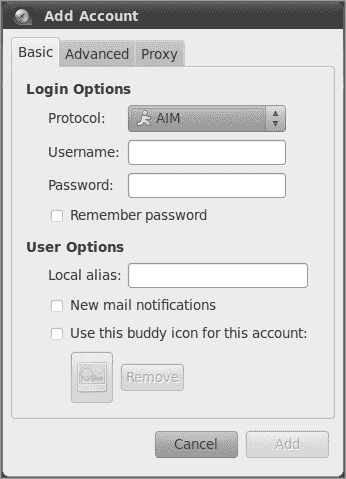 Add Account
Basic Advanced Proxy
Login Options
Protocol: AIM
Username:
Password:
Remember password
User Options
Local alias:
New mail notifications
Use this buddy icon for this account:
Remove
Cancel Add